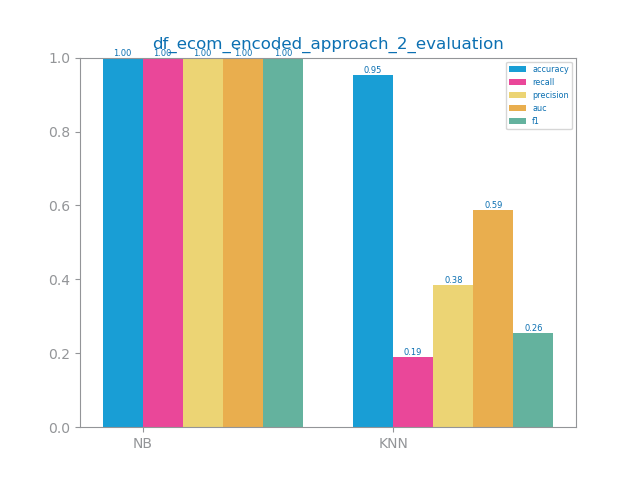 df_ecom_encoded_approach_2_evaluation
1.00 1.00 1.00 1.00 1.00
0.95
0.19
0.38
0.59
0.26
accuracy
recall
precision
auc
f1
1.0
0.8
0.6
0.4
0.2
0.0
NB KNN